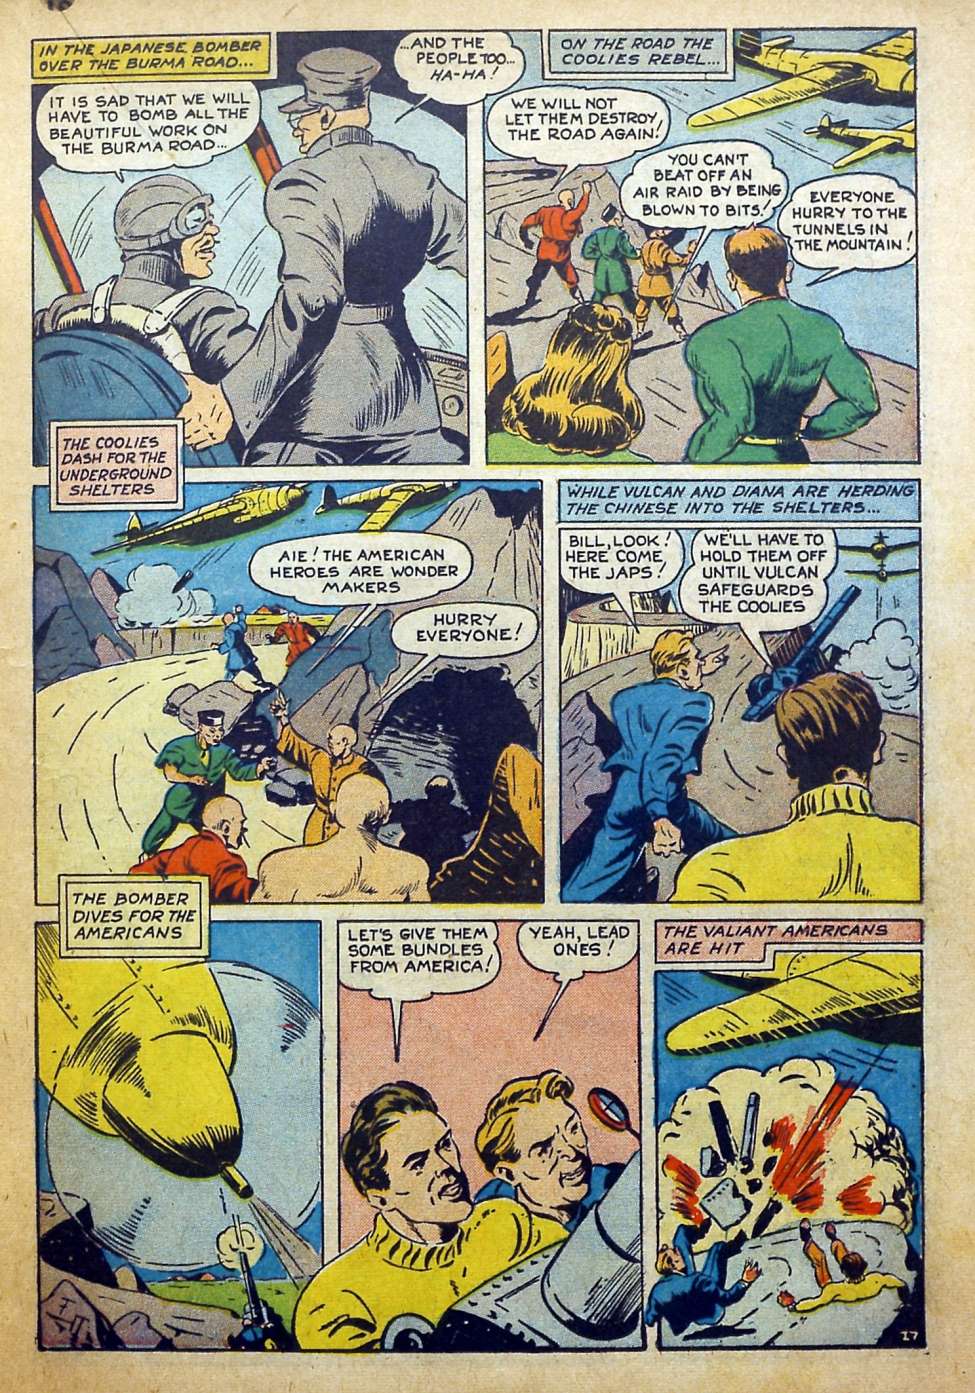 IN THE JAPANESE BOMBER
OVER THE BURMA ROAD...
IT IS SAD THAT WE WILL
HAVE TO BOMB ALL THE
BEAUTIFUL WORK ON
THE BURMA ROAD...
...AND THE
PEOPLE TOO...
HA-HA!
ON THE ROAD THE
COOLIES REBEL...
WE WILL NOT
LET THEM DESTROY
THE ROAD AGAIN!
YOU CAN'T
BEAT OFF AN
AIR RAID BY BEING
BLOWN TO BITS!
EVERYONE
HURRY TO THE
TUNNELS IN
THE MOUNTAIN!
THE COOLIES
DASH FOR THE
UNDERGROUND
SHELTERS
AIE! THE AMERICAN
HEROES ARE WONDER
MAKERS
HURRY
EVERYONE!
WHILE VULCAN AND DIANA ARE HERDING
THE CHINESE INTO THE SHELTERS...
BILL, LOOK!
HERE COME
THE JAPS!
WE'LL HAVE TO
HOLD THEM OFF
UNTIL VULCAN
SAFEGUARDS
THE COOLIES
THE BOMBER
DIVES FOR THE
AMERICANS
LET'S GIVE THEM
SOME BUNDLES
FROM AMERICA!
YEAH, LEAD
ONES!
THE VALIANT AMERICANS
ARE HIT
17